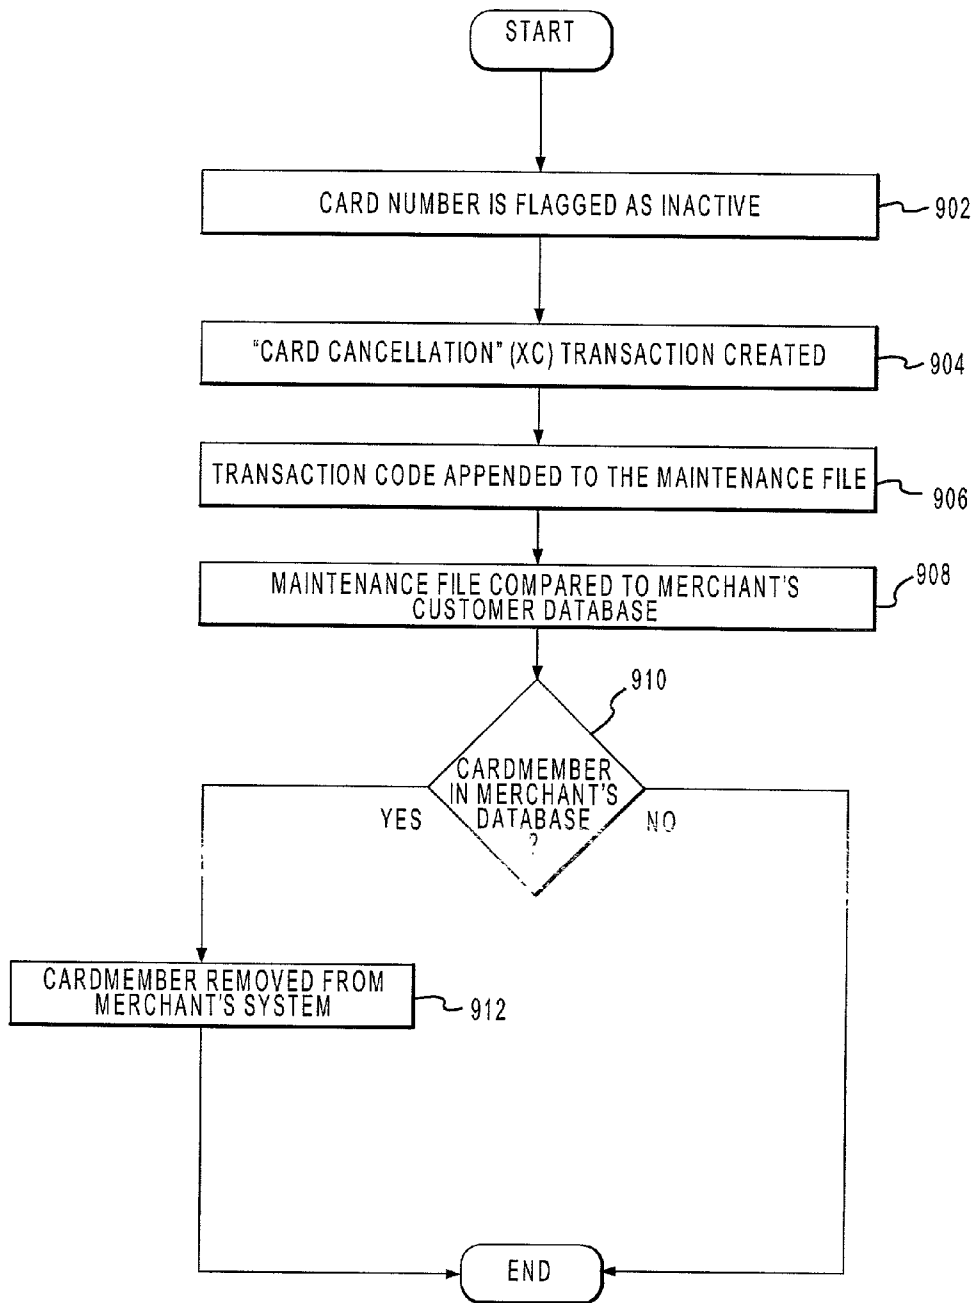 START
CARD NUMBER IS FLAGGED AS INACTIVE
902
"CARD CANCELLATION" (XC) TRANSACTION CREATED
904
TRANSACTION CODE APPENDED TO THE MAINTENANCE FILE
906
MAINTENANCE FILE COMPARED TO MERCHANT'S
CUSTOMER DATABASE
908
910
CARDMEMBER
IN MERCHANT'S
DATABASE
?
YES
NO
CARDMEMBER REMOVED FROM
MERCHANT'S SYSTEM
912
END